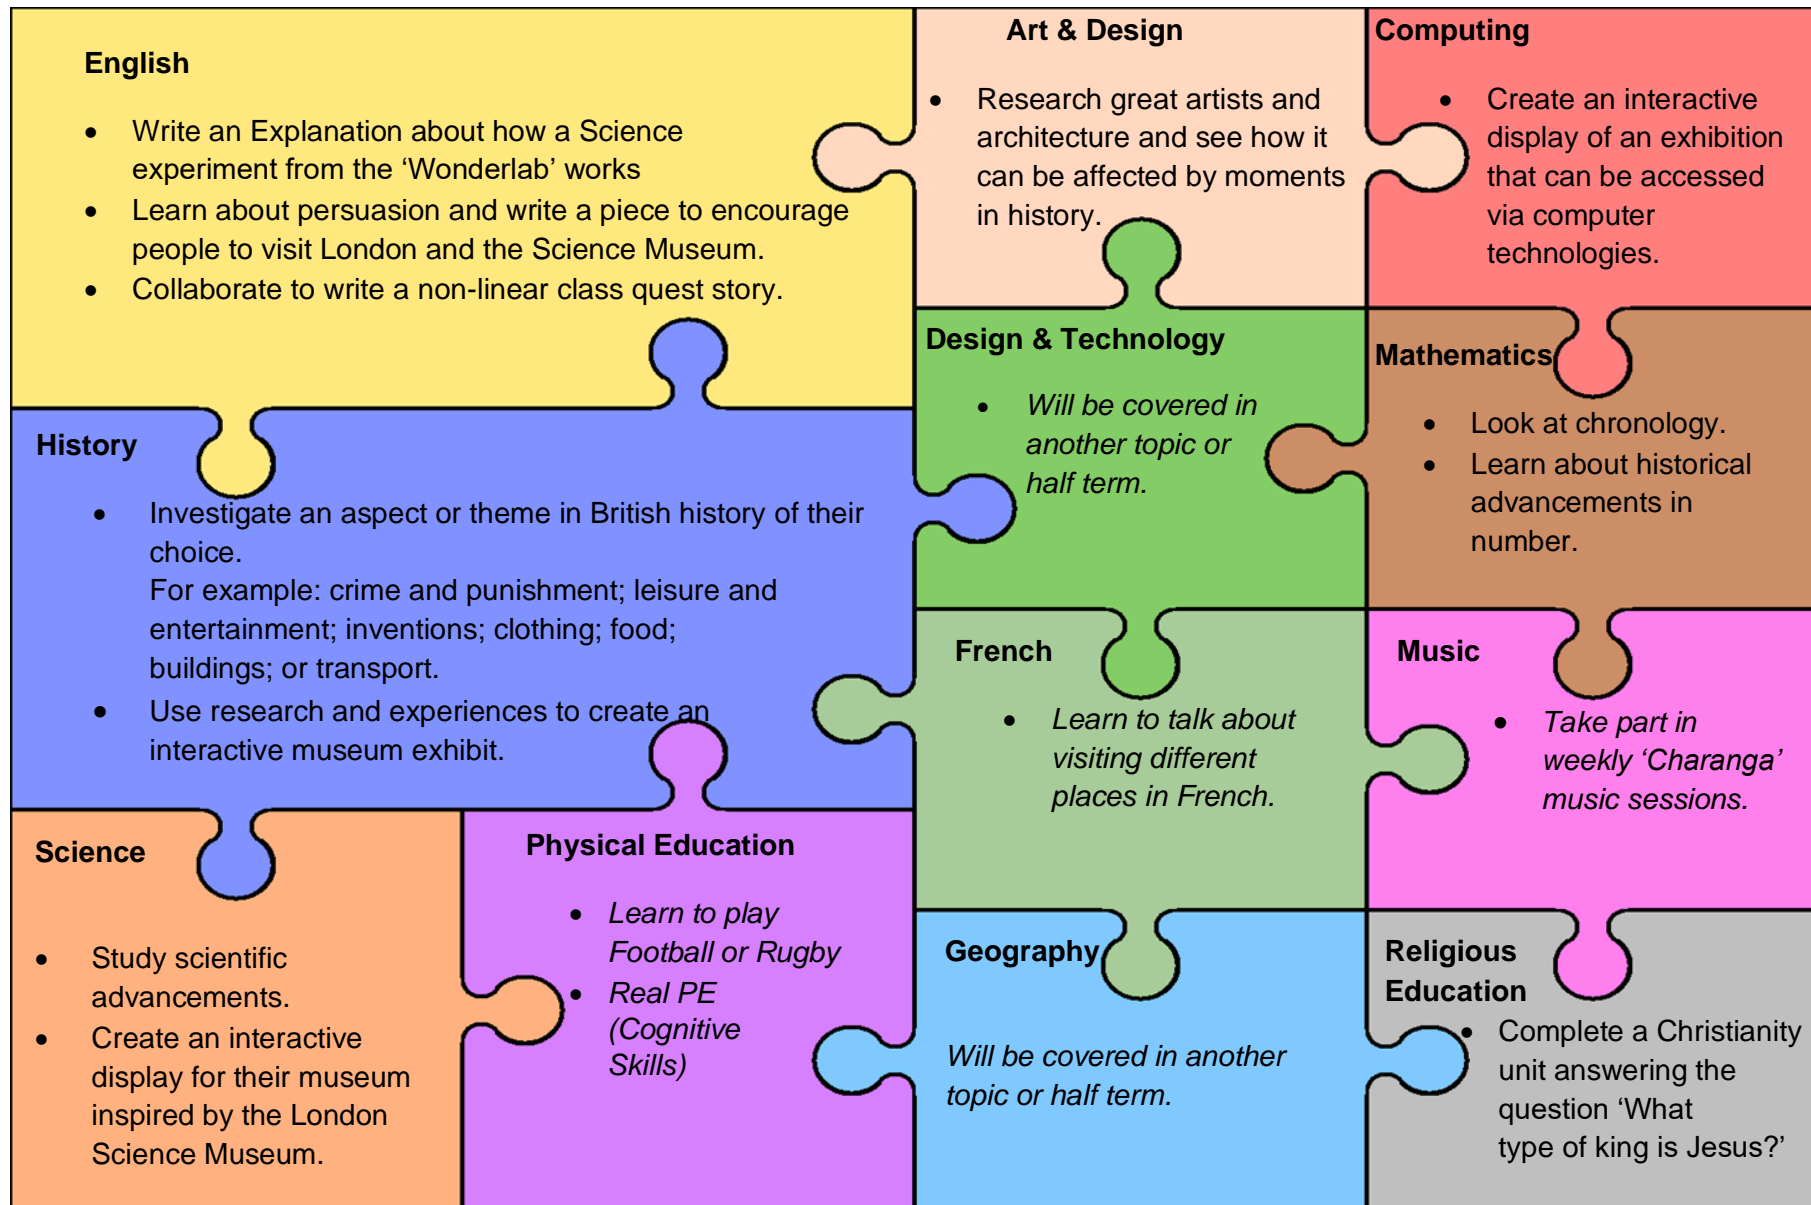 English
• Write an Explanation about how a Science
experiment from the ‘Wonderlab’ works
• Learn about persuasion and write a piece to encourage
people to visit London and the Science Museum.
• Collaborate to write a non-linear class quest story.
Art & Design
• Research great artists and
architecture and see how it
can be affected by moments
in history.
Computing
• Create an interactive
display of an exhibition
that can be accessed
via computer
technologies.
Design & Technology
• Will be covered in
another topic or
half term.
Mathematics
• Look at chronology.
• Learn about historical
advancements in
number.
History
• Investigate an aspect or theme in British history of their
choice.
For example: crime and punishment; leisure and
entertainment; inventions; clothing; food;
buildings; or transport.
• Use research and experiences to create an
interactive museum exhibit.
French
• Learn to talk about
visiting different
places in French.
Music
• Take part in
weekly ‘Charanga’
music sessions.
Science
• Study scientific
advancements.
• Create an interactive
display for their museum
inspired by the London
Science Museum.
Physical Education
• Learn to play
Football or Rugby
• Real PE
(Cognitive
Skills)
Geography
Will be covered in another
topic or half term.
Religious
Education
• Complete a Christianity
unit answering the
question ‘What
type of king is Jesus?’